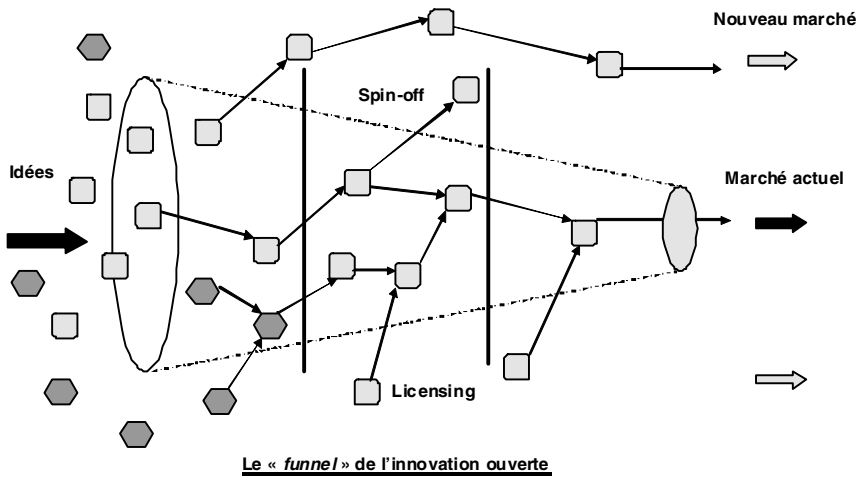 Nouveau marché
Spin-off
Idées
Marché actuel
Licensing
Le « funnel » de l'innovation ouverte